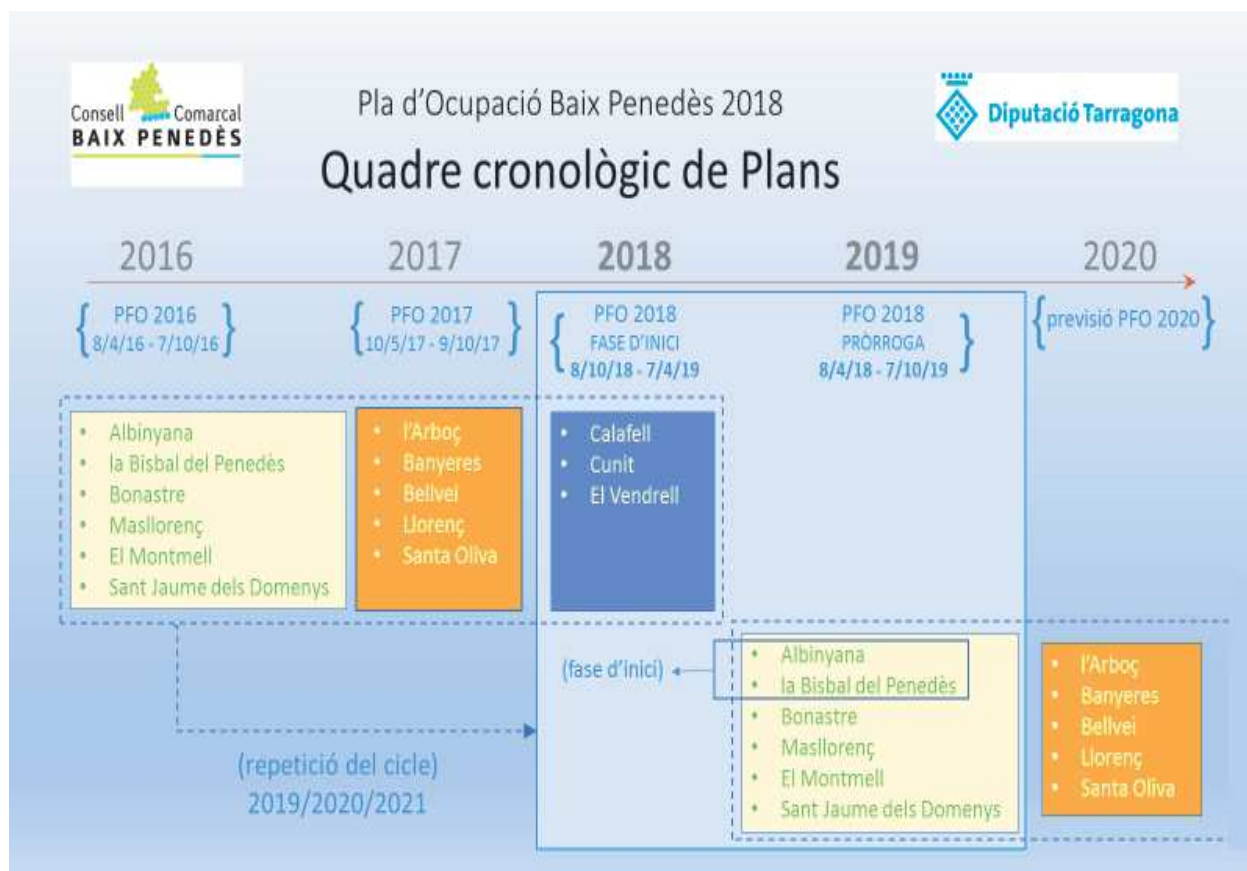 Consell Comarcal
BAIX PENEDÈS
Pla d'Ocupació Baix Penedès 2018
Diputació Tarragona
Quadre cronològic de Plans
2016
2017
2018
2019
2020
PFO 2016
8/4/16 - 7/10/16
PFO 2017
10/5/17 - 9/10/17
PFO 2018
FASE D'INICI
8/10/18 - 7/4/19
PFO 2018
PRÒRROGA
8/4/18 - 7/10/19
previsió PFO 2020
• Albinyana
• la Bisbal del Penedès
• Bonastre
• Masllorenç
• El Montmell
• Sant Jaume dels Domenys
• l'Arboç
• Banyeres
• Bellvei
• Llorenç
• Santa Oliva
• Calafell
• Cunit
• El Vendrell
(fase d'inici)
• Albinyana
• la Bisbal del Penedès
• Bonastre
• Masllorenç
• El Montmell
• Sant Jaume dels Domenys
• l'Arboç
• Banyeres
• Bellvei
• Llorenç
• Santa Oliva
(repetició del cicle)
2019/2020/2021